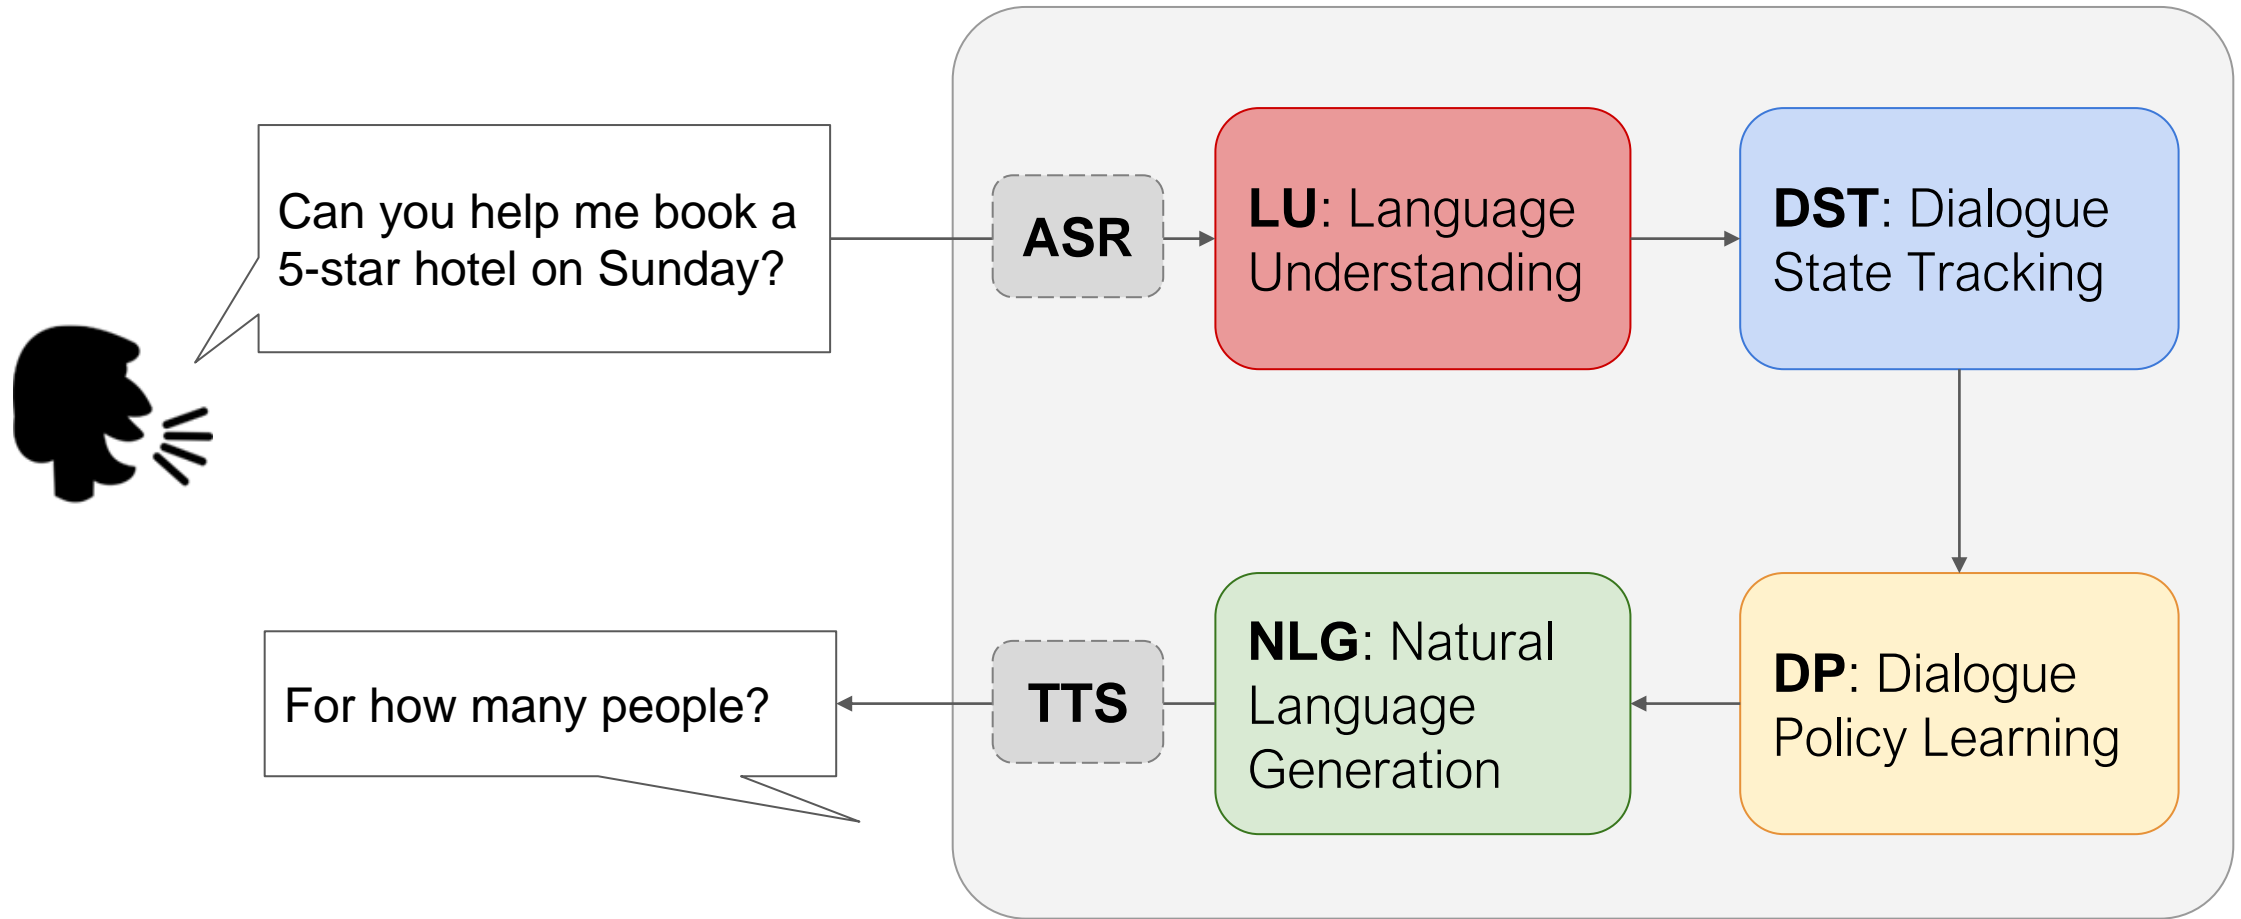 Can you help me book a
5-star hotel on Sunday?
ASR
LU: Language
Understanding
DST: Dialogue
State Tracking
For how many people?
TTS
NLG: Natural
Language
Generation
DP: Dialogue
Policy Learning